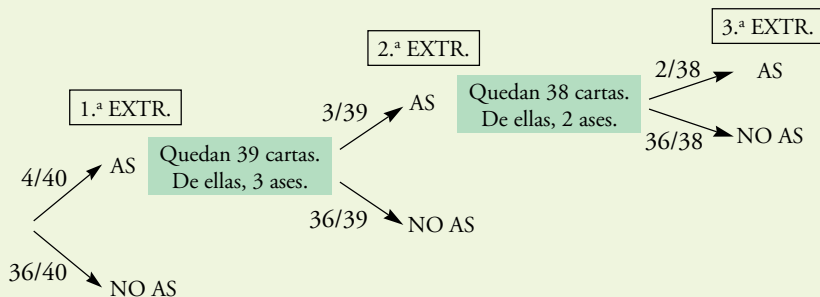 3.ª EXTR.
2.ª EXTR.
2/38
AS
1.ª EXTR.
3/39
AS
Quedan 38 cartas.
De ellas, 2 ases.
36/38
NO AS
4/40
AS
Quedan 39 cartas.
De ellas, 3 ases.
36/39
NO AS
36/40
NO AS